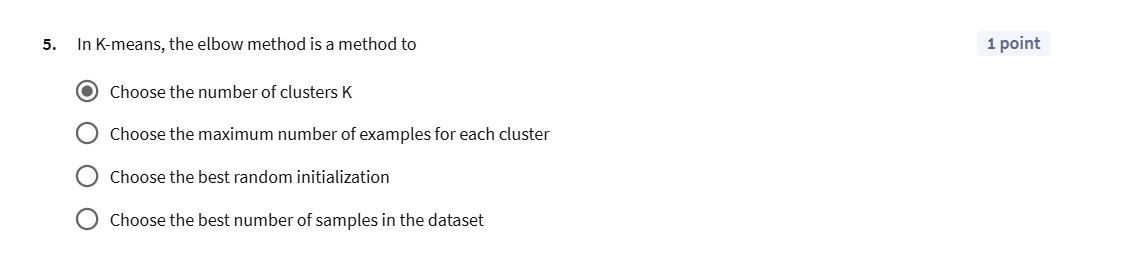 5. In K-means, the elbow method is a method to
1 point
Choose the number of clusters K
Choose the maximum number of examples for each cluster
Choose the best random initialization
Choose the best number of samples in the dataset